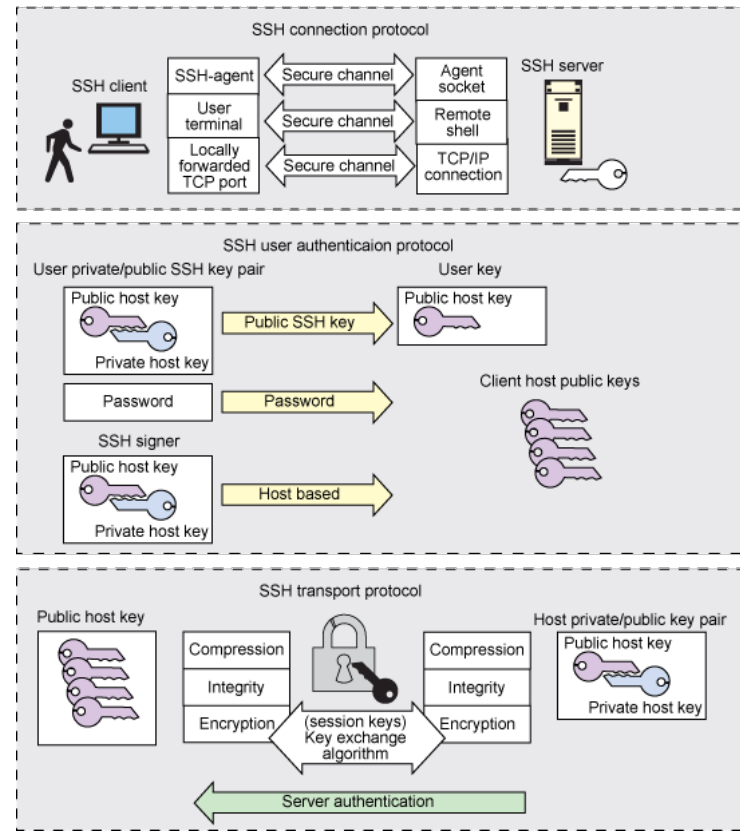 SSH connection protocol
SSH client
SSH-agent
Secure channel
Agent
socket
SSH server
User
terminal
Secure channel
Remote
shell
Locally
forwarded
TCP port
Secure channel
TCP/IP
connection
SSH user authenticaion protocol
User private/public SSH key pair
User key
Public host key
Private host key
Public SSH key
Public host key
Password
Password
Client host public keys
SSH signer
Public host key
Private host key
Host based
SSH transport protocol
Public host key
Host private/public key pair
Compression
Integrity
Encryption
(session keys)
Key exchange
algorithm
Compression
Integrity
Encryption
Public host key
Private host key
Server authentication